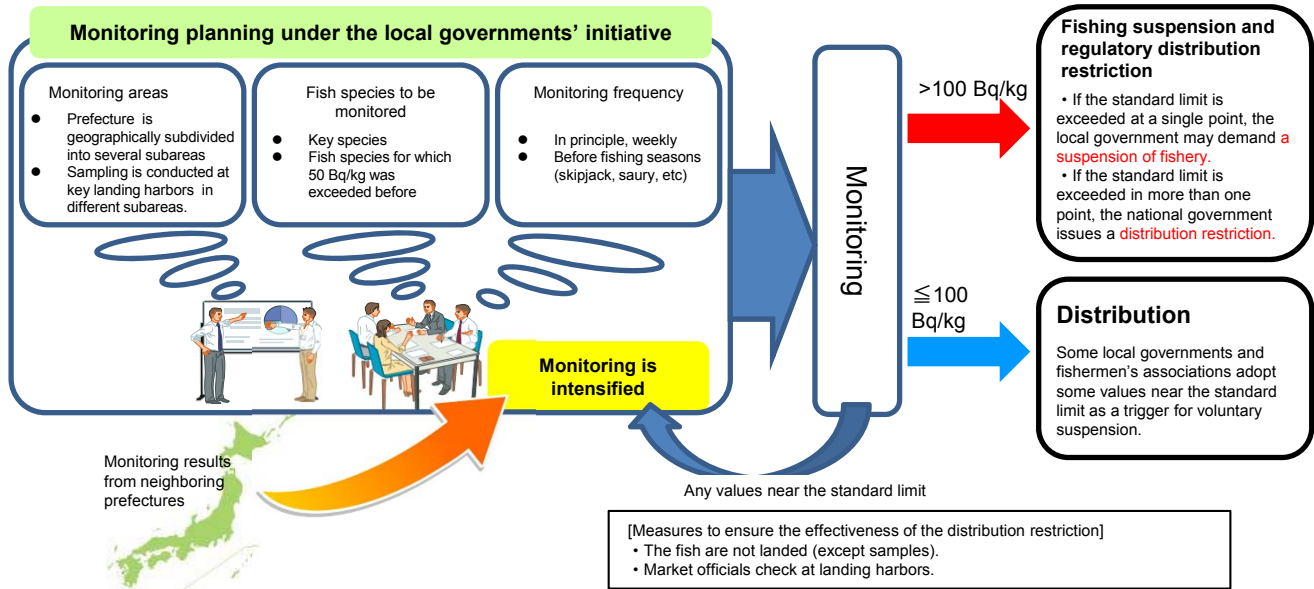 Monitoring planning under the local governments’ initiative
Monitoring areas
● Prefecture is
geographically subdivided
into several subareas
● Sampling is conducted at
key landing harbors in
different subareas.
Fish species to be
monitored
● Key species
● Fish species for which
50 Bq/kg was
exceeded before
Monitoring frequency
● In principle, weekly
● Before fishing seasons
(skipjack, saury, etc)
Monitoring is
intensified
Monitoring results
from neighboring
prefectures
Monitoring
Any values near the standard limit
>100 Bq/kg
Fishing suspension and
regulatory distribution
restriction
・If the standard limit is
exceeded at a single point, the
local government may demand a
suspension of fishery.
・If the standard limit is
exceeded in more than one
point, the national government
issues a distribution restriction.
≦100
Bq/kg
Distribution
Some local governments and
fishermen’s associations adopt
some values near the standard
limit as a trigger for voluntary
suspension.
[Measures to ensure the effectiveness of the distribution restriction]
・The fish are not landed (except samples).
・Market officials check at landing harbors.